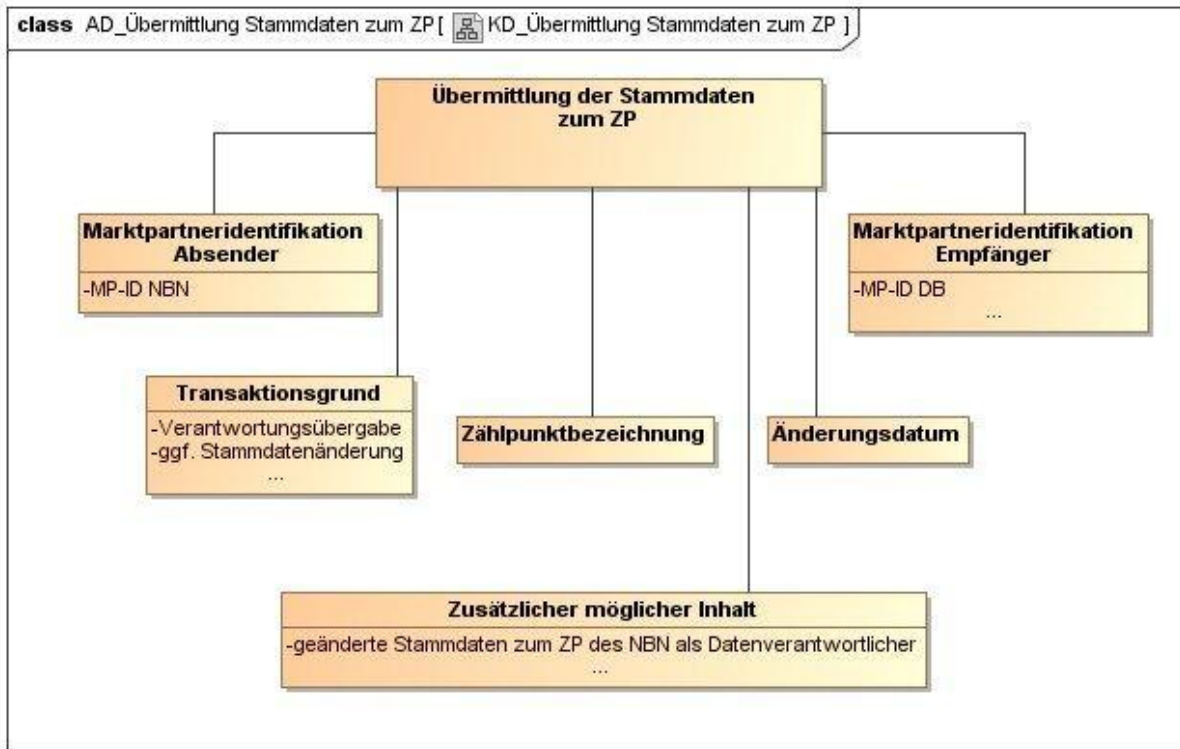 class AD_Übermittlung Stammdaten zum ZP [ KD_Übermittlung Stammdaten zum ZP ]
Übermittlung der Stammdaten
zum ZP
Marktpartneridentifikation
Absender
-MP-ID NBN
Marktpartneridentifikation
Empfänger
-MP-ID DB
...
Transaktionsgrund
-Verantwortungsübergabe
-ggf. Stammdatenänderung
...
Zählpunktbezeichnung
Änderungsdatum
Zusätzlicher möglicher Inhalt
-geänderte Stammdaten zum ZP des NBN als Datenverantwortlicher
...